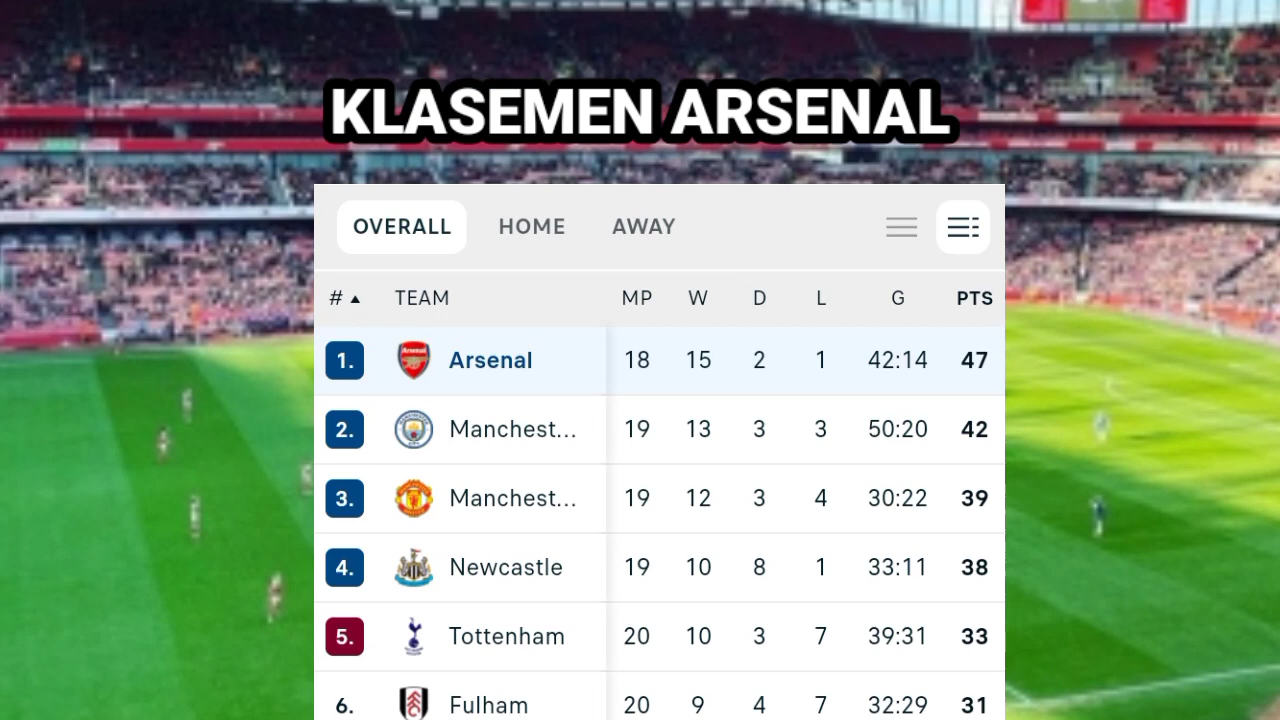 KLASEMEN ARSENAL
OVERALL HOME AWAY
# ▲ TEAM MP W D L G PTS
1. Arsenal 18 15 2 1 42:14 47
2. Manchest... 19 13 3 3 50:20 42
3. Manchest... 19 12 3 4 30:22 39
4. Newcastle 19 10 8 1 33:11 38
5. Tottenham 20 10 3 7 39:31 33
6. Fulham 20 9 4 7 32:29 31